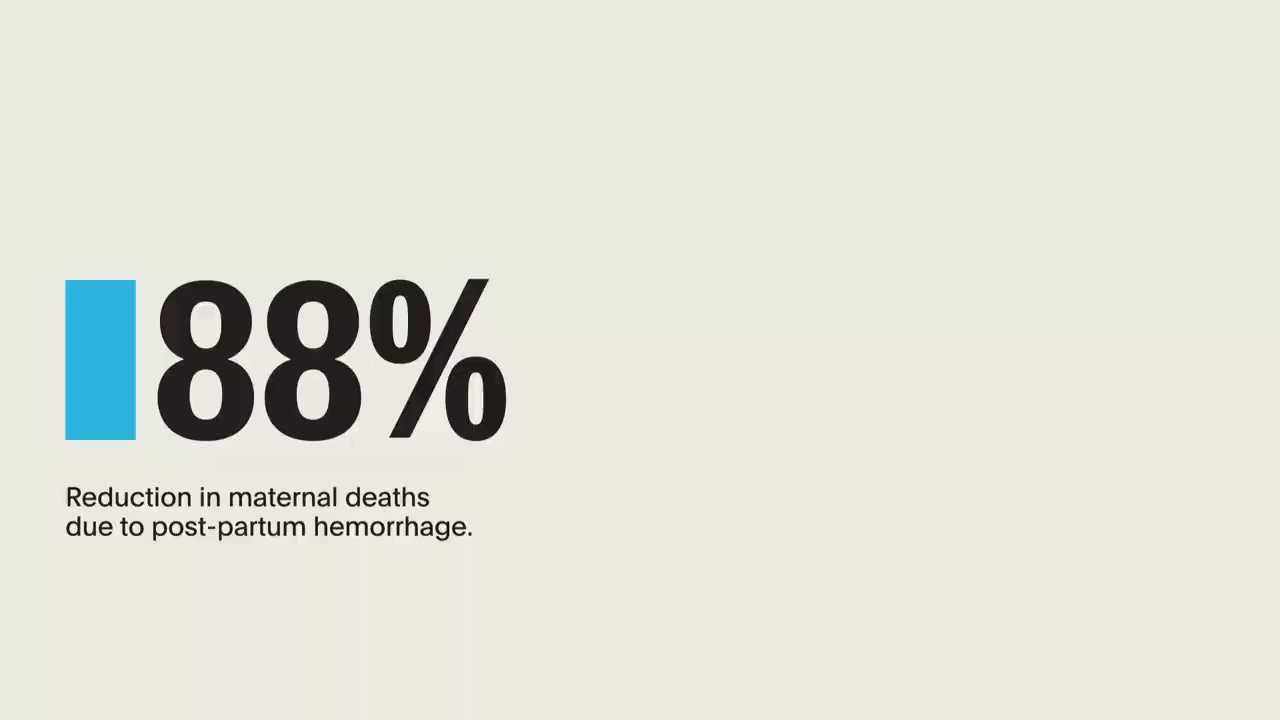 88%
Reduction in maternal deaths
due to post-partum hemorrhage.